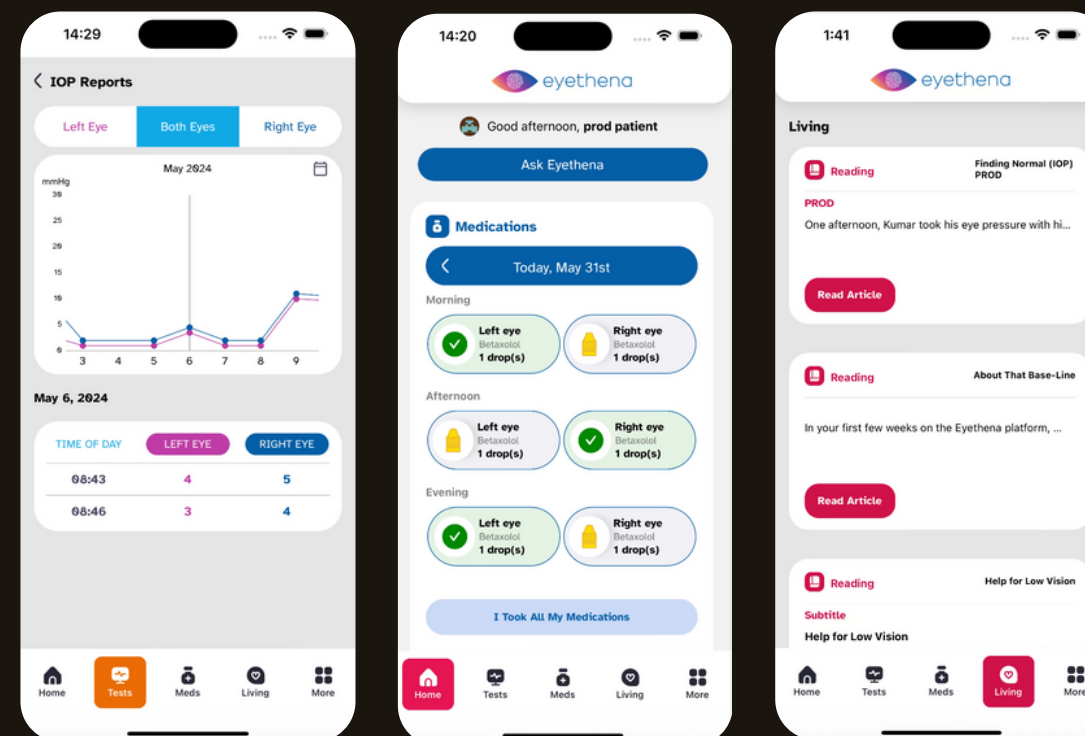 14:29
IOP Reports
Left Eye
Both Eyes
Right Eye
May 2024
mmHg
30
25
20
15
10
5
0
3 4 5 6 7 8 9
May 6, 2024
TIME OF DAY LEFT EYE RIGHT EYE
08:43 4 5
08:46 3 4
Home Tests Meds Living More
14:20
eyethena
Good afternoon, prod patient
Ask Eyethena
Medications
Today, May 31st
Morning
Left eye
Betaxolol
1 drop(s)
Right eye
Betaxolol
1 drop(s)
Afternoon
Left eye
Betaxolol
1 drop(s)
Right eye
Betaxolol
1 drop(s)
Evening
Left eye
Betaxolol
1 drop(s)
Right eye
Betaxolol
1 drop(s)
I Took All My Medications
Home Tests Meds Living More
1:41
eyethena
Living
Reading
Finding Normal (IOP)
PROD
PROD
One afternoon, Kumar took his eye pressure with hi...
Read Article
Reading
About That Base-Line
In your first few weeks on the Eyethena platform, ...
Read Article
Reading
Help for Low Vision
Subtitle
Help for Low Vision
Home Tests Meds Living More